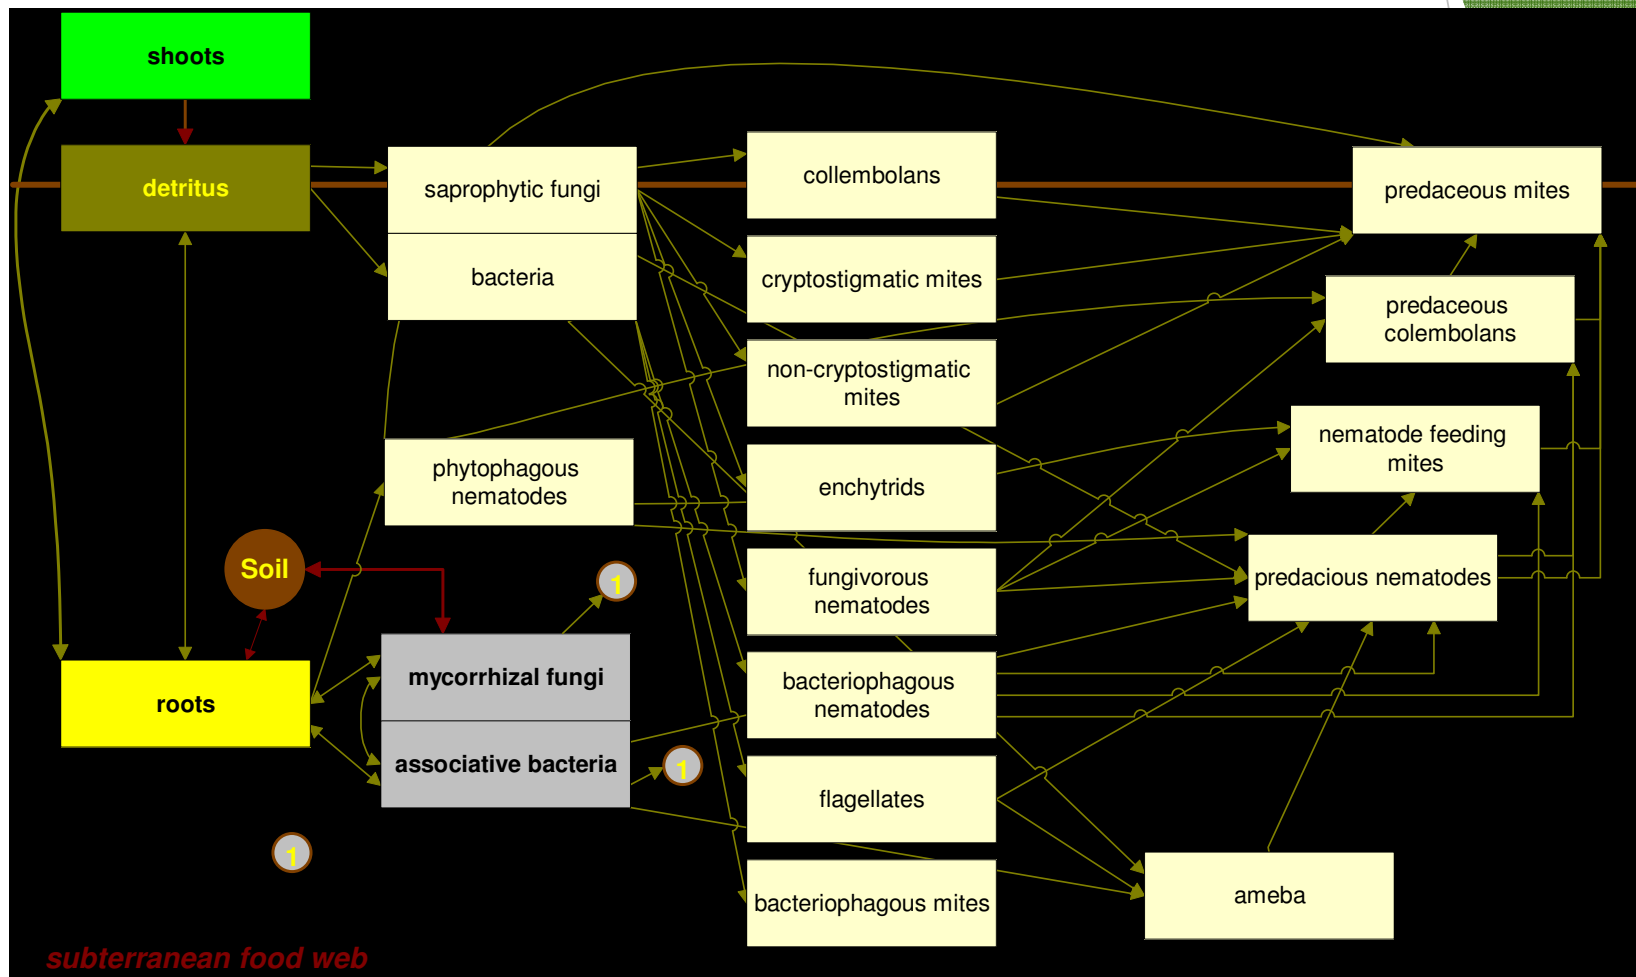 shoots
detritus
saprophytic fungi
bacteria
collembolans
cryptostigmatic mites
non-cryptostigmatic
mites
enchytrids
fungivorous
nematodes
bacteriophagous
nematodes
flagellates
bacteriophagous mites
predaceous mites
predaceous
colembolans
nematode feeding
mites
predacious nematodes
ameba
phytophagous
nematodes
Soil
1
roots
mycorrhizal fungi
associative bacteria
1
1
subterranean food web